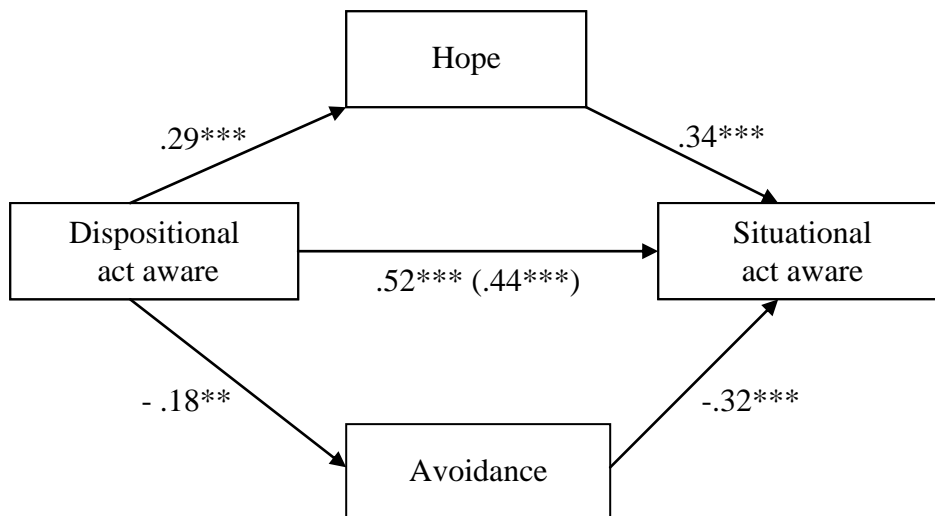 Hope
.29***
.34***
Dispositional
act aware
Situational
act aware
.52*** (.44***)
- .18**
-.32***
Avoidance